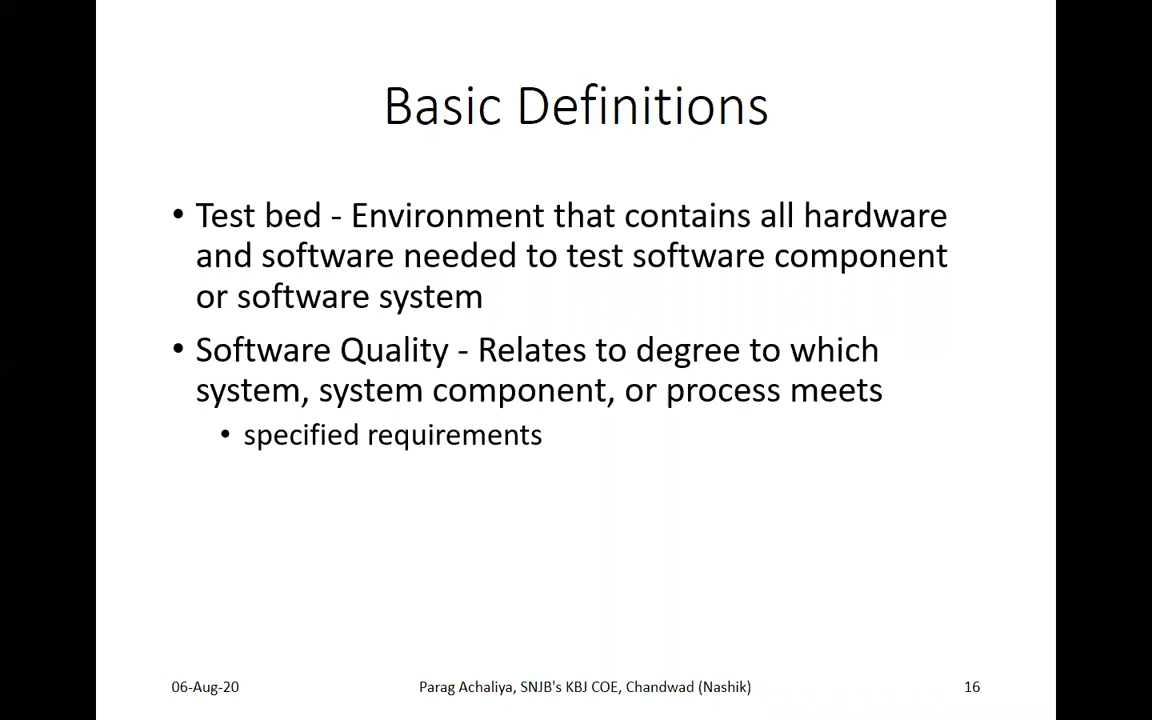 Basic Definitions
• Test bed - Environment that contains all hardware
and software needed to test software component
or software system
• Software Quality - Relates to degree to which
system, system component, or process meets
• specified requirements
06-Aug-20
Parag Achaliya, SNJB's KBJ COE, Chandwad (Nashik)
16